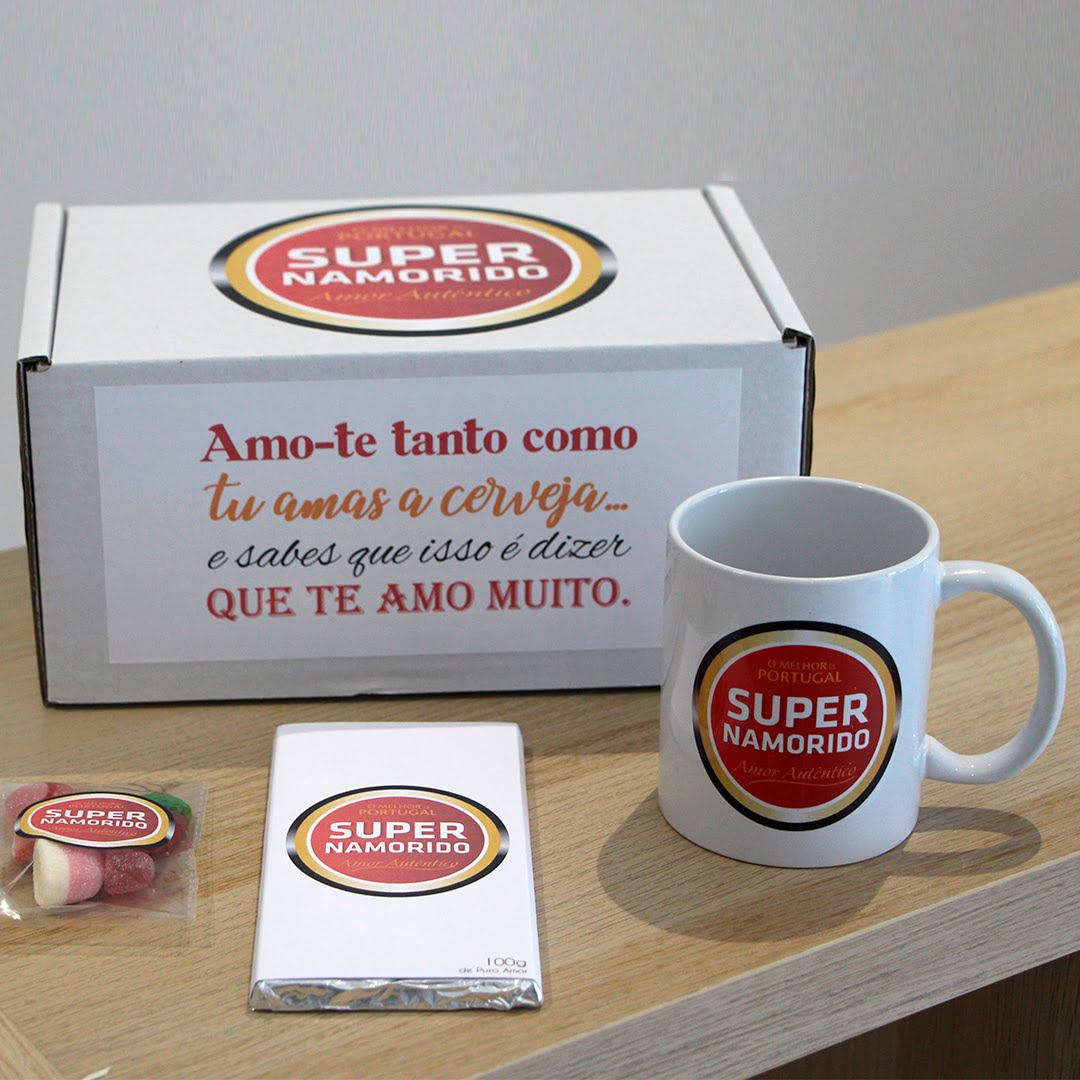 O MELHOR DE
PORTUGAL
SUPER
NAMORIDO
Amor Autêntico
Amo-te tanto como
tu amas a cerveja...
e sabes que isso é dizer
QUE TE AMO MUITO.
O MELHOR DE
PORTUGAL
SUPER
NAMORIDO
Amor Autêntico
O MELHOR DE
PORTUGAL
SUPER
NAMORIDO
Amor Autêntico
100g
de Puro Amor
PORTUGAL
SUPER
NAMORIDO
Amor Autêntico